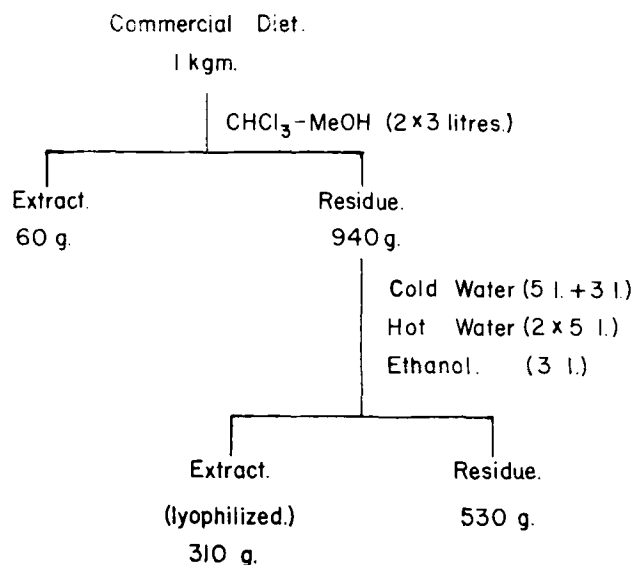 Commercial Diet.
1 kgm.
CHCl₃-MeOH (2×3 litres.)
Extract.
60 g.
Residue.
940 g.
Cold Water (5 l.+3 l.)
Hot Water (2 × 5 l.)
Ethanol. (3 l.)
Extract.
(lyophilized.)
310 g.
Residue.
530 g.